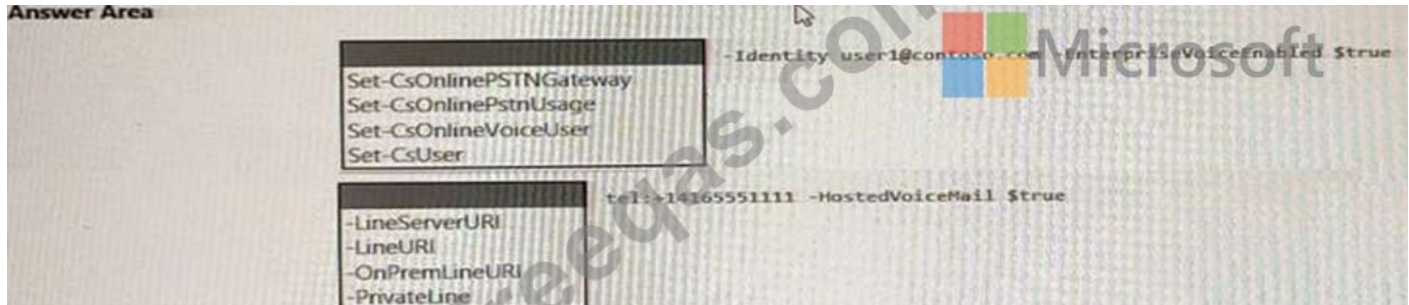 Answer Area
-Identity user1@contoso.com -EnterpriseVoiceEnabled $true
Set-CsOnlinePSTNGateway
Set-CsOnlinePstnUsage
Set-CsOnlineVoiceUser
Set-CsUser
tel:+14165551111 -HostedVoiceMail $true
-LineServerURI
-LineURI
-OnPremLineURI
-PrivateLine
Microsoft